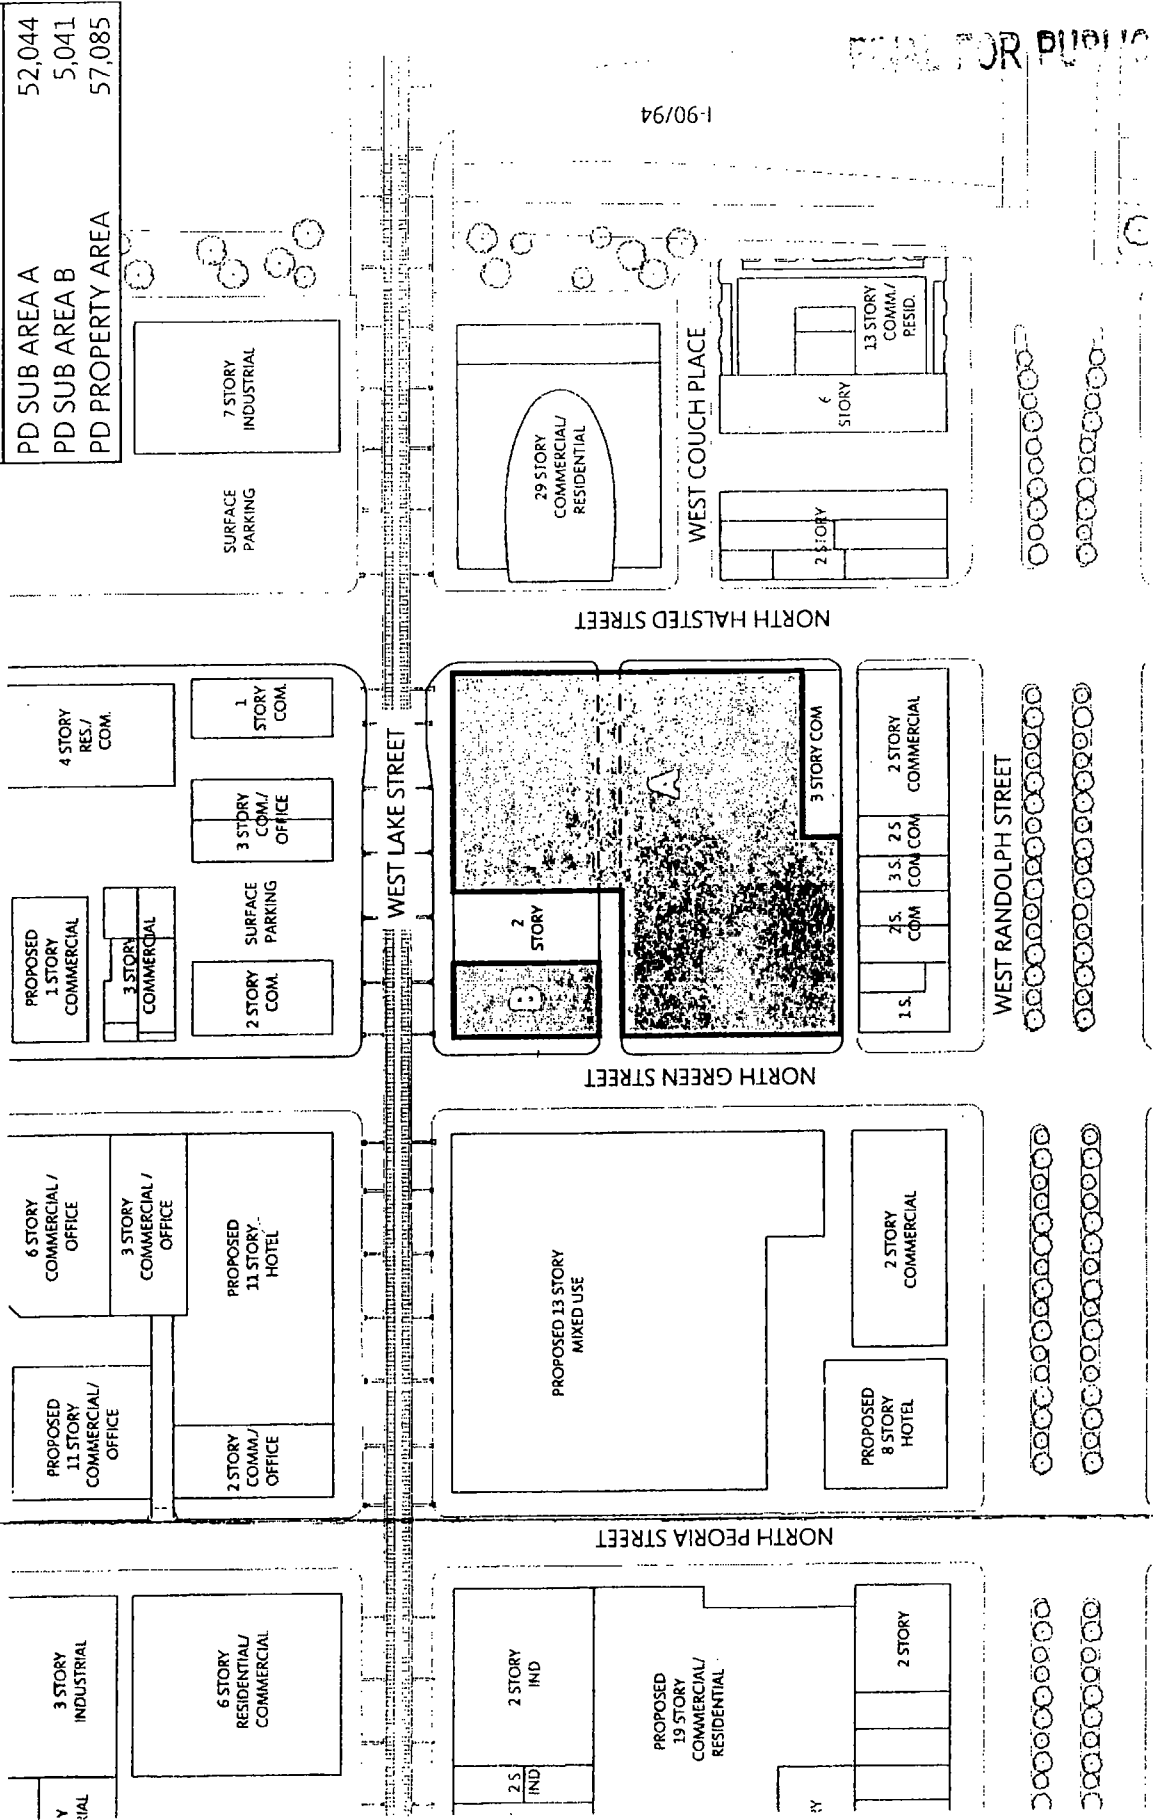 PD SUB AREA A 52,044
PD SUB AREA B 5,041
PD PROPERTY AREA 57,085
FOR PUBLIC
I-90/94
7 STORY
INDUSTRIAL
SURFACE
PARKING
29 STORY
COMMERCIAL/
RESIDENTIAL
WEST COUCH PLACE
13 STORY
COMM./
RESID.
6
STORY
2 STORY
NORTH HALSTED STREET
4 STORY
RES./
COM.
1
STORY
COM.
3 STORY
COM./
OFFICE
SURFACE
PARKING
2 STORY
COM.
PROPOSED
1 STORY
COMMERCIAL
3 STORY
COMMERCIAL
WEST LAKE STREET
A
2
STORY
B
3 STORY COM
2 STORY
COMMERCIAL
2 S
COM
3 S.
COM
2 S.
COM
1 S.
WEST RANDOLPH STREET
NORTH GREEN STREET
6 STORY
COMMERCIAL /
OFFICE
3 STORY
COMMERCIAL /
OFFICE
PROPOSED
11 STORY
HOTEL
PROPOSED
11 STORY
COMMERCIAL/
OFFICE
2 STORY
COMM./
OFFICE
PROPOSED 13 STORY
MIXED USE
2 STORY
COMMERCIAL
PROPOSED
8 STORY
HOTEL
NORTH PEORIA STREET
3 STORY
INDUSTRIAL
6 STORY
RESIDENTIAL/
COMMERCIAL
2 STORY
IND
2 S
IND
PROPOSED
19 STORY
COMMERCIAL/
RESIDENTIAL
2 STORY